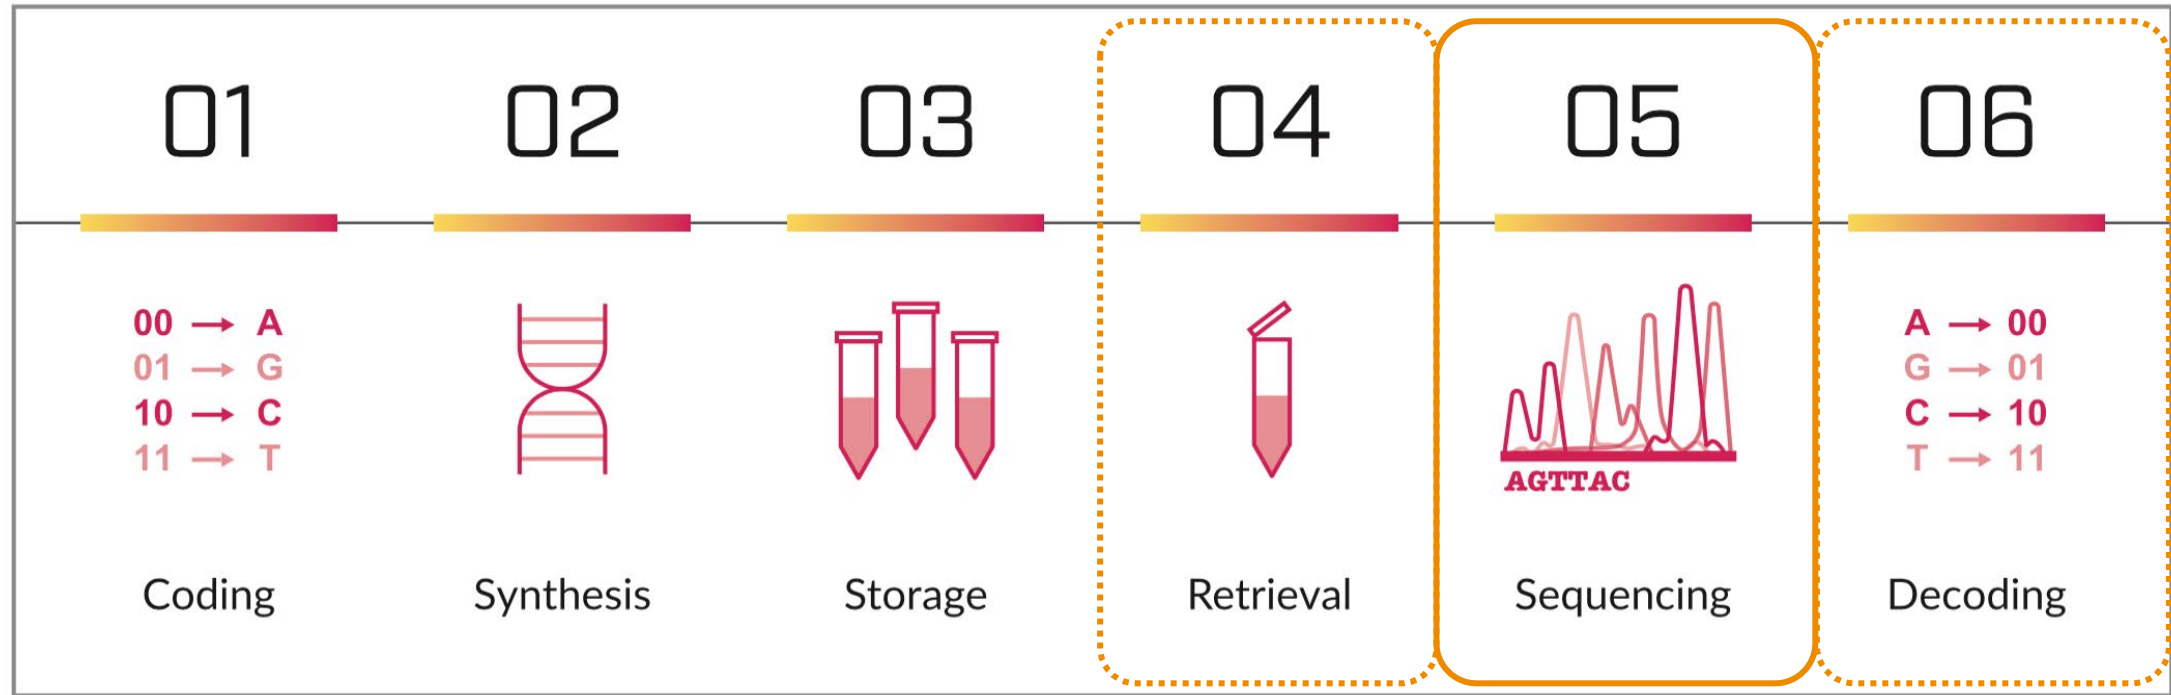 01
02
03
04
05
06
00 → A
01 → G
10 → C
11 → T
AGTTAC
A → 00
G → 01
C → 10
T → 11
Coding
Synthesis
Storage
Retrieval
Sequencing
Decoding